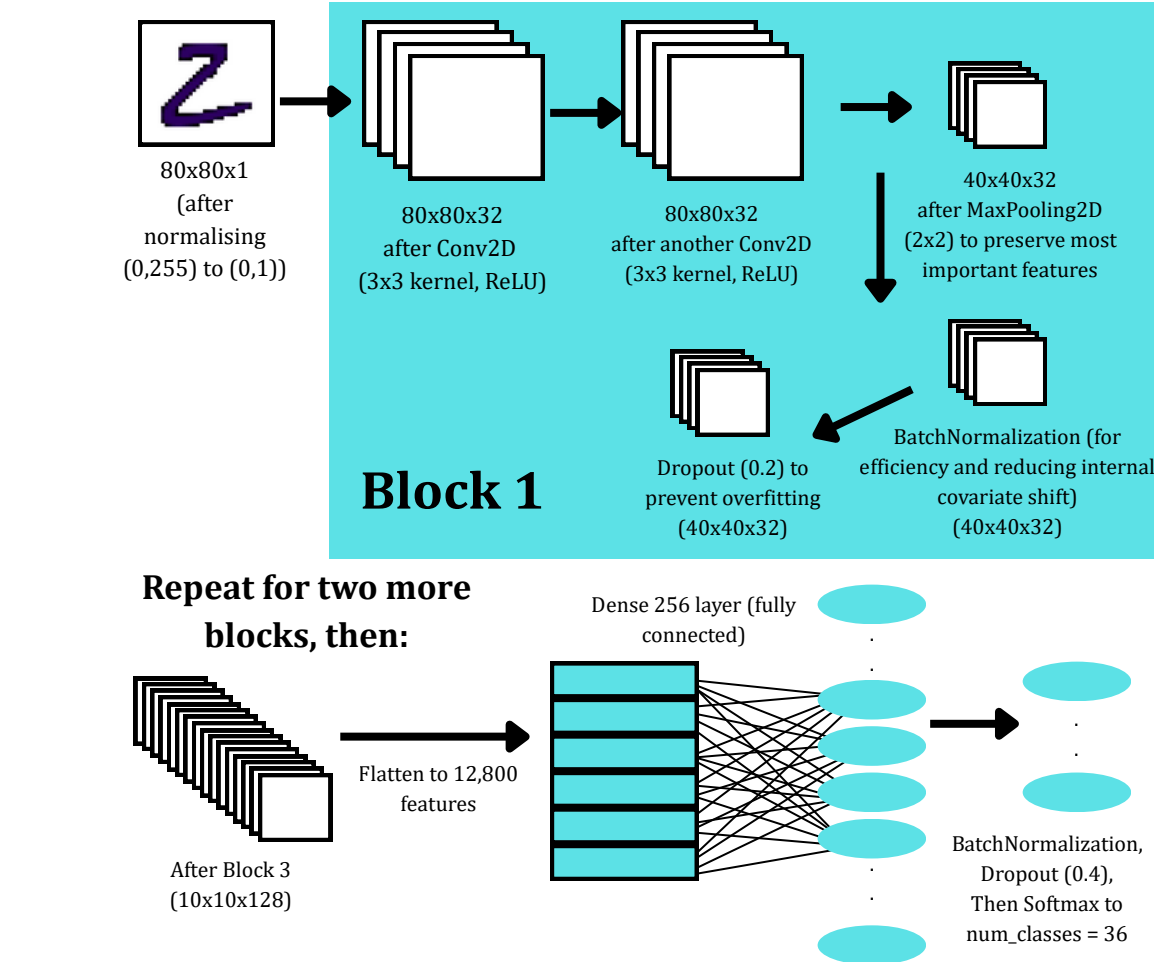 80x80x1
(after
normalising
(0,255) to (0,1))
80x80x32
after Conv2D
(3x3 kernel, ReLU)
80x80x32
after another Conv2D
(3x3 kernel, ReLU)
40x40x32
after MaxPooling2D
(2x2) to preserve most
important features
BatchNormalization (for
efficiency and reducing internal
covariate shift)
(40x40x32)
Dropout (0.2) to
prevent overfitting
(40x40x32)
Block 1
Repeat for two more
blocks, then:
After Block 3
(10x10x128)
Flatten to 12,800
features
Dense 256 layer (fully
connected)
BatchNormalization,
Dropout (0.4),
Then Softmax to
num_classes = 36